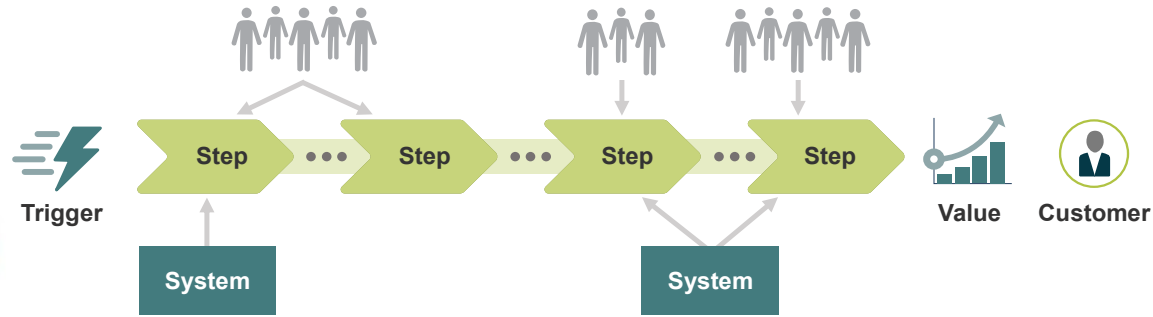 Step
Step
Step
Step
Trigger
Value
Customer
System
System